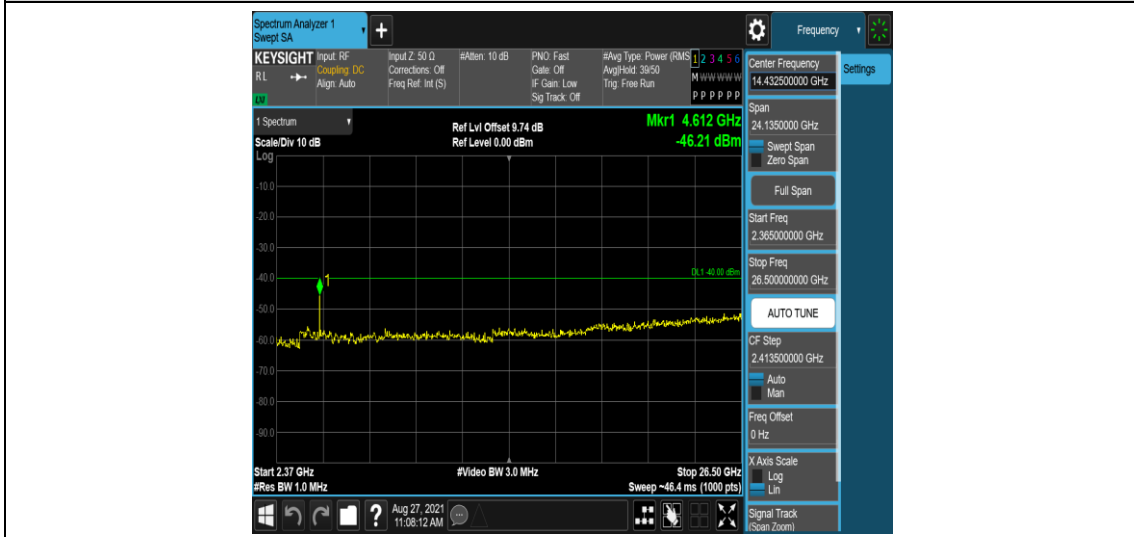 Spectrum Analyzer 1
Swept SA
+
Frequency
KEYSIGHT
RL
LXI
Input: RF
Coupling: DC
Align: Auto
Input Z: 50 Ω
Corrections: Off
Freq Ref: Int (S)
#Atten: 10 dB
PNO: Fast
Gate: Off
IF Gain: Low
Sig Track: Off
#Avg Type: Power (RMS
Avg|Hold: 39/50
Trig: Free Run
1 2 3 4 5 6
M W W W W W
P P P P P P
1 Spectrum
Scale/Div 10 dB
Ref Lvl Offset 9.74 dB
Ref Level 0.00 dBm
Mkr1 4.612 GHz
-46.21 dBm
Log
-10.0
-20.0
-30.0
-40.0
-50.0
-60.0
-70.0
-80.0
-90.0
1
DL1 -40.00 dBm
Start 2.37 GHz
#Res BW 1.0 MHz
#Video BW 3.0 MHz
Stop 26.50 GHz
Sweep ~46.4 ms (1000 pts)
?
Aug 27, 2021
11:08:12 AM
Center Frequency
14.432500000 GHz
Settings
Span
24.1350000 GHz
Swept Span
Zero Span
Full Span
Start Freq
2.365000000 GHz
Stop Freq
26.500000000 GHz
AUTO TUNE
CF Step
2.413500000 GHz
Auto
Man
Freq Offset
0 Hz
X Axis Scale
Log
Lin
Signal Track
(Span Zoom)